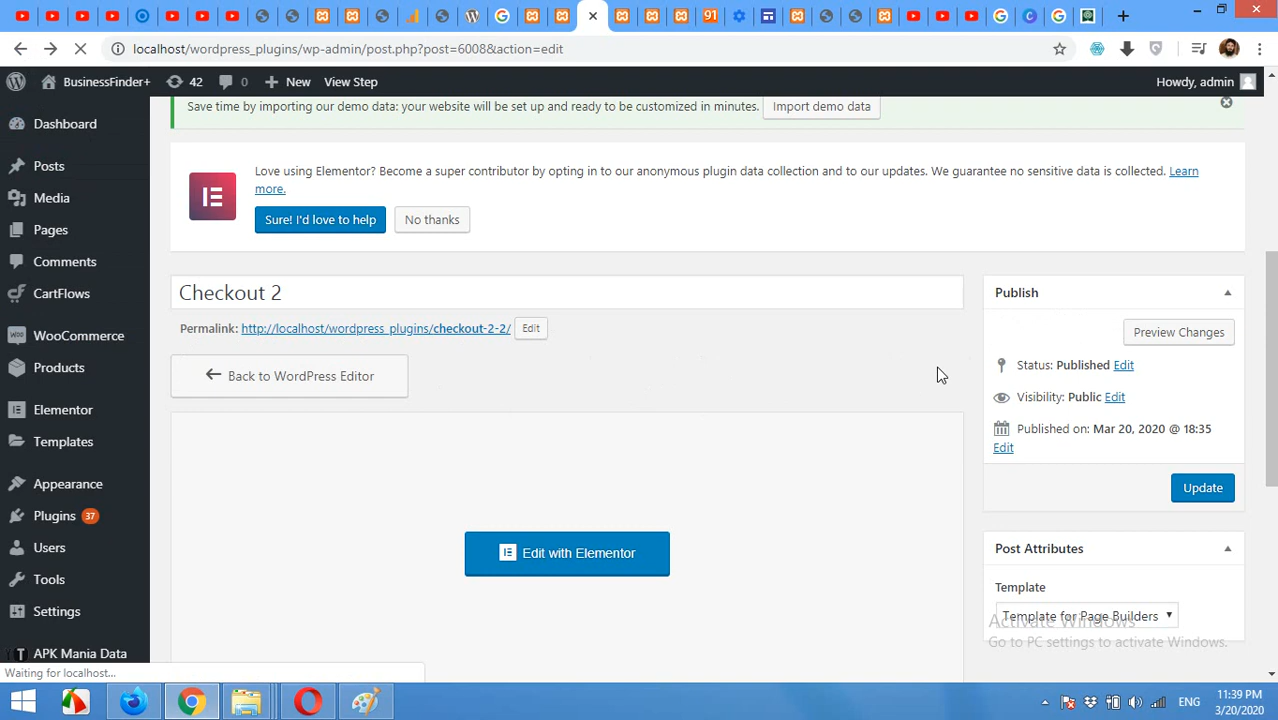 91
localhost/wordpress_plugins/wp-admin/post.php?post=6008&action=edit
BusinessFinder+ 42 0 New View Step Howdy, admin
Save time by importing our demo data: your website will be set up and ready to be customized in minutes. Import demo data
Dashboard
Posts
Media
Pages
Comments
CartFlows
WooCommerce
Products
Elementor
Templates
Appearance
Plugins 37
Users
Tools
Settings
APK Mania Data
Love using Elementor? Become a super contributor by opting in to our anonymous plugin data collection and to our updates. We guarantee no sensitive data is collected. Learn
more.
Sure! I'd love to help No thanks
Checkout 2
Permalink: http://localhost/wordpress_plugins/checkout-2-2/ Edit
Back to WordPress Editor
Edit with Elementor
Publish
Preview Changes
Status: Published Edit
Visibility: Public Edit
Published on: Mar 20, 2020 @ 18:35
Edit
Update
Post Attributes
Template
Template for Page Builders
Activate Windows
Go to PC settings to activate Windows.
Waiting for localhost...
ENG
11:39 PM
3/20/2020